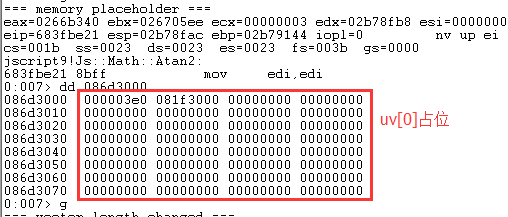 === memory placeholder ===
eax=0266b340 ebx=026705ee ecx=00000003 edx=02b78fb8 esi=0000000
eip=683fbe21 esp=02b78fac ebp=02b79144 iopl=0 nv up ei
cs=001b ss=0023 ds=0023 es=0023 fs=003b gs=0000
jscript9!Js::Math::Atan2:
683fbe21 8bff mov edi,edi
0:007> dd 086d3000
086d3000 000003e0 081f3000 00000000 00000000
086d3010 00000000 00000000 00000000 00000000
086d3020 00000000 00000000 00000000 00000000
086d3030 00000000 00000000 00000000 00000000
086d3040 00000000 00000000 00000000 00000000
086d3050 00000000 00000000 00000000 00000000
086d3060 00000000 00000000 00000000 00000000
086d3070 00000000 00000000 00000000 00000000
uv[0]占位
0:007> g
=== vector length changed ===